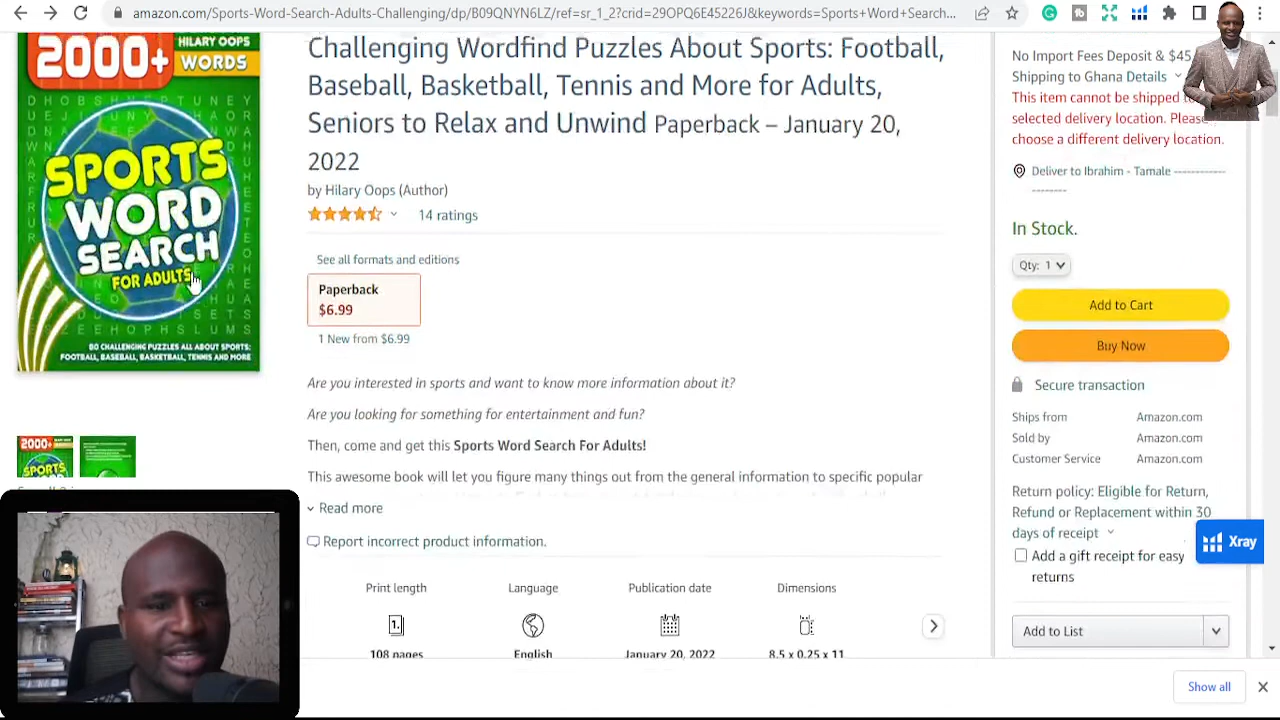 amazon.com/Sports-Word-Search-Adults-Challenging/dp/B09QNYN6LZ/ref=sr_1_2?crid=29OPQ6E45226J&keywords=Sports+Word+Search...
2000+
HILARY OOPS
WORDS
SPORTS
WORD
SEARCH
FOR ADULTS
80 CHALLENGING PUZZLES ALL ABOUT SPORTS:
FOOTBALL, BASEBALL, BASKETBALL, TENNIS AND MORE
Challenging Wordfind Puzzles About Sports: Football,
Baseball, Basketball, Tennis and More for Adults,
Seniors to Relax and Unwind Paperback – January 20,
2022
by Hilary Oops (Author)
14 ratings
See all formats and editions
Paperback
$6.99
1 New from $6.99
Are you interested in sports and want to know more information about it?
Are you looking for something for entertainment and fun?
Then, come and get this Sports Word Search For Adults!
This awesome book will let you figure many things out from the general information to specific popular
Read more
Report incorrect product information.
Print length
Language
Publication date
Dimensions
108 pages
English
January 20, 2022
8.5 x 0.25 x 11
No Import Fees Deposit & $45
Shipping to Ghana Details
This item cannot be shipped
selected delivery location. Please
choose a different delivery location.
Deliver to Ibrahim - Tamale ------------
--------
In Stock.
Qty: 1
Add to Cart
Buy Now
Secure transaction
Ships from Amazon.com
Sold by Amazon.com
Customer Service Amazon.com
Return policy: Eligible for Return,
Refund or Replacement within 30
days of receipt
Xray
Add a gift receipt for easy
returns
Add to List
Show all